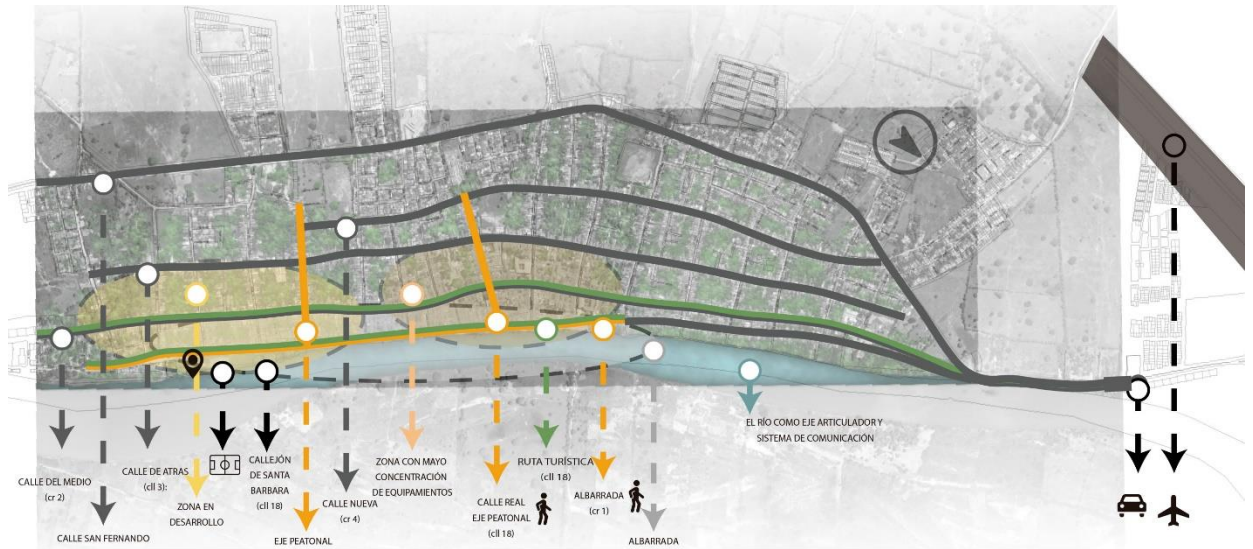 CALLE DEL MEDIO
(cr 2)
CALLE SAN FERNANDO
CALLE DE ATRAS
(cll 3):
ZONA EN
DESARROLLO
CALLEJÓN
DE SANTA
BARBARA
(cll 18)
EJE PEATONAL
CALLE NUEVA
(cr 4)
ZONA CON MAYO
CONCENTRACIÓN
DE EQUIPAMIENTOS
CALLE REAL
EJE PEATONAL
(cll 18)
RUTA TURÍSTICA
(cll 18)
ALBARRADA
(cr 1)
ALBARRADA
EL RÍO COMO EJE ARTICULADOR Y
SISTEMA DE COMUNICACIÓN